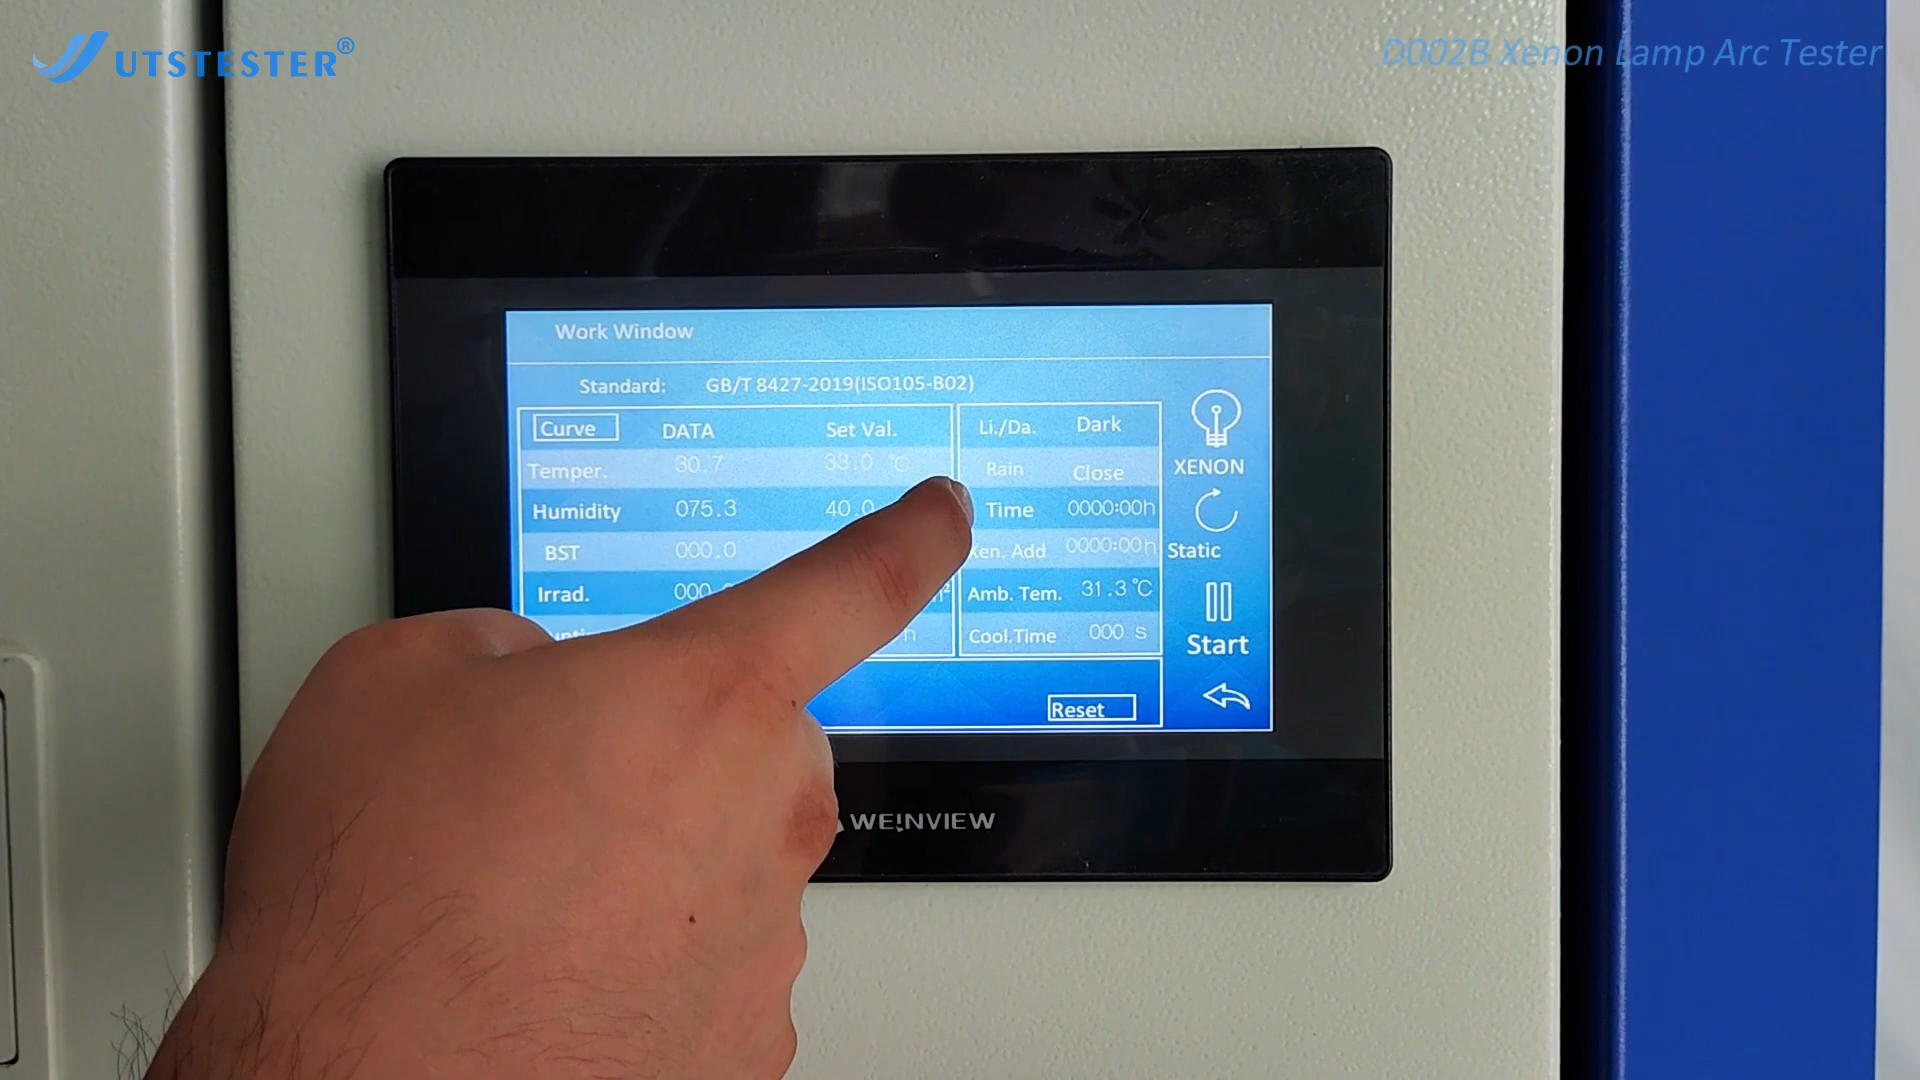 UTSTESTER®
D002B Xenon Lamp Arc Tester
Work Window
Standard: GB/T 8427-2019(ISO105-B02)
Curve DATA Set Val. Li./Da. Dark
Temper. 30.7 33.0 ℃ Rain Close
XENON
Humidity 075.3 40.0 Time 0000:00h
BST 000.0 Xen. Add 0000:00h
Static
Irrad. Amb. Tem. 31.3℃
h Cool.Time 000 s
Start
Reset
WEINVIEW